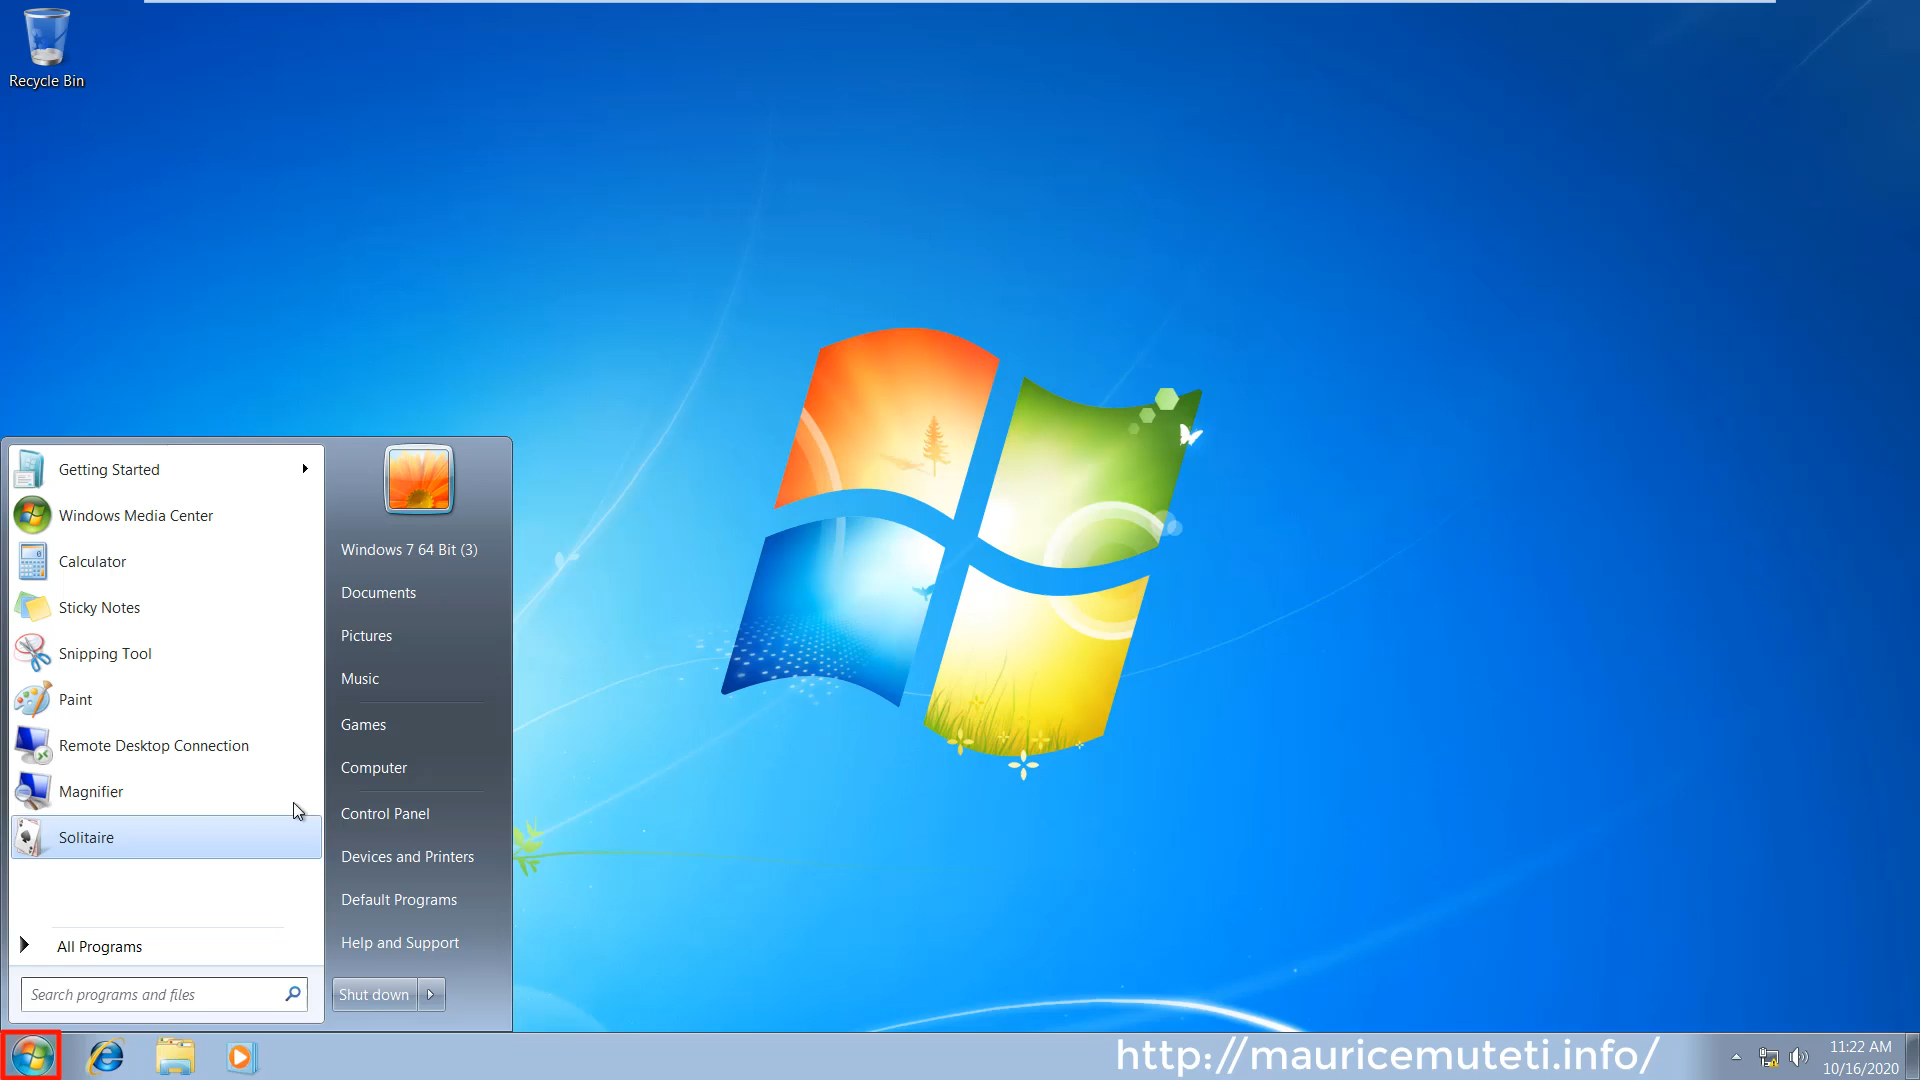 Recycle Bin
Getting Started
Windows Media Center
Calculator
Sticky Notes
Snipping Tool
Paint
Remote Desktop Connection
Magnifier
Solitaire
All Programs
Search programs and files
Windows 7 64 Bit (3)
Documents
Pictures
Music
Games
Computer
Control Panel
Devices and Printers
Default Programs
Help and Support
Shut down
http://mauricemuteti.info/
11:22 AM
10/16/2020